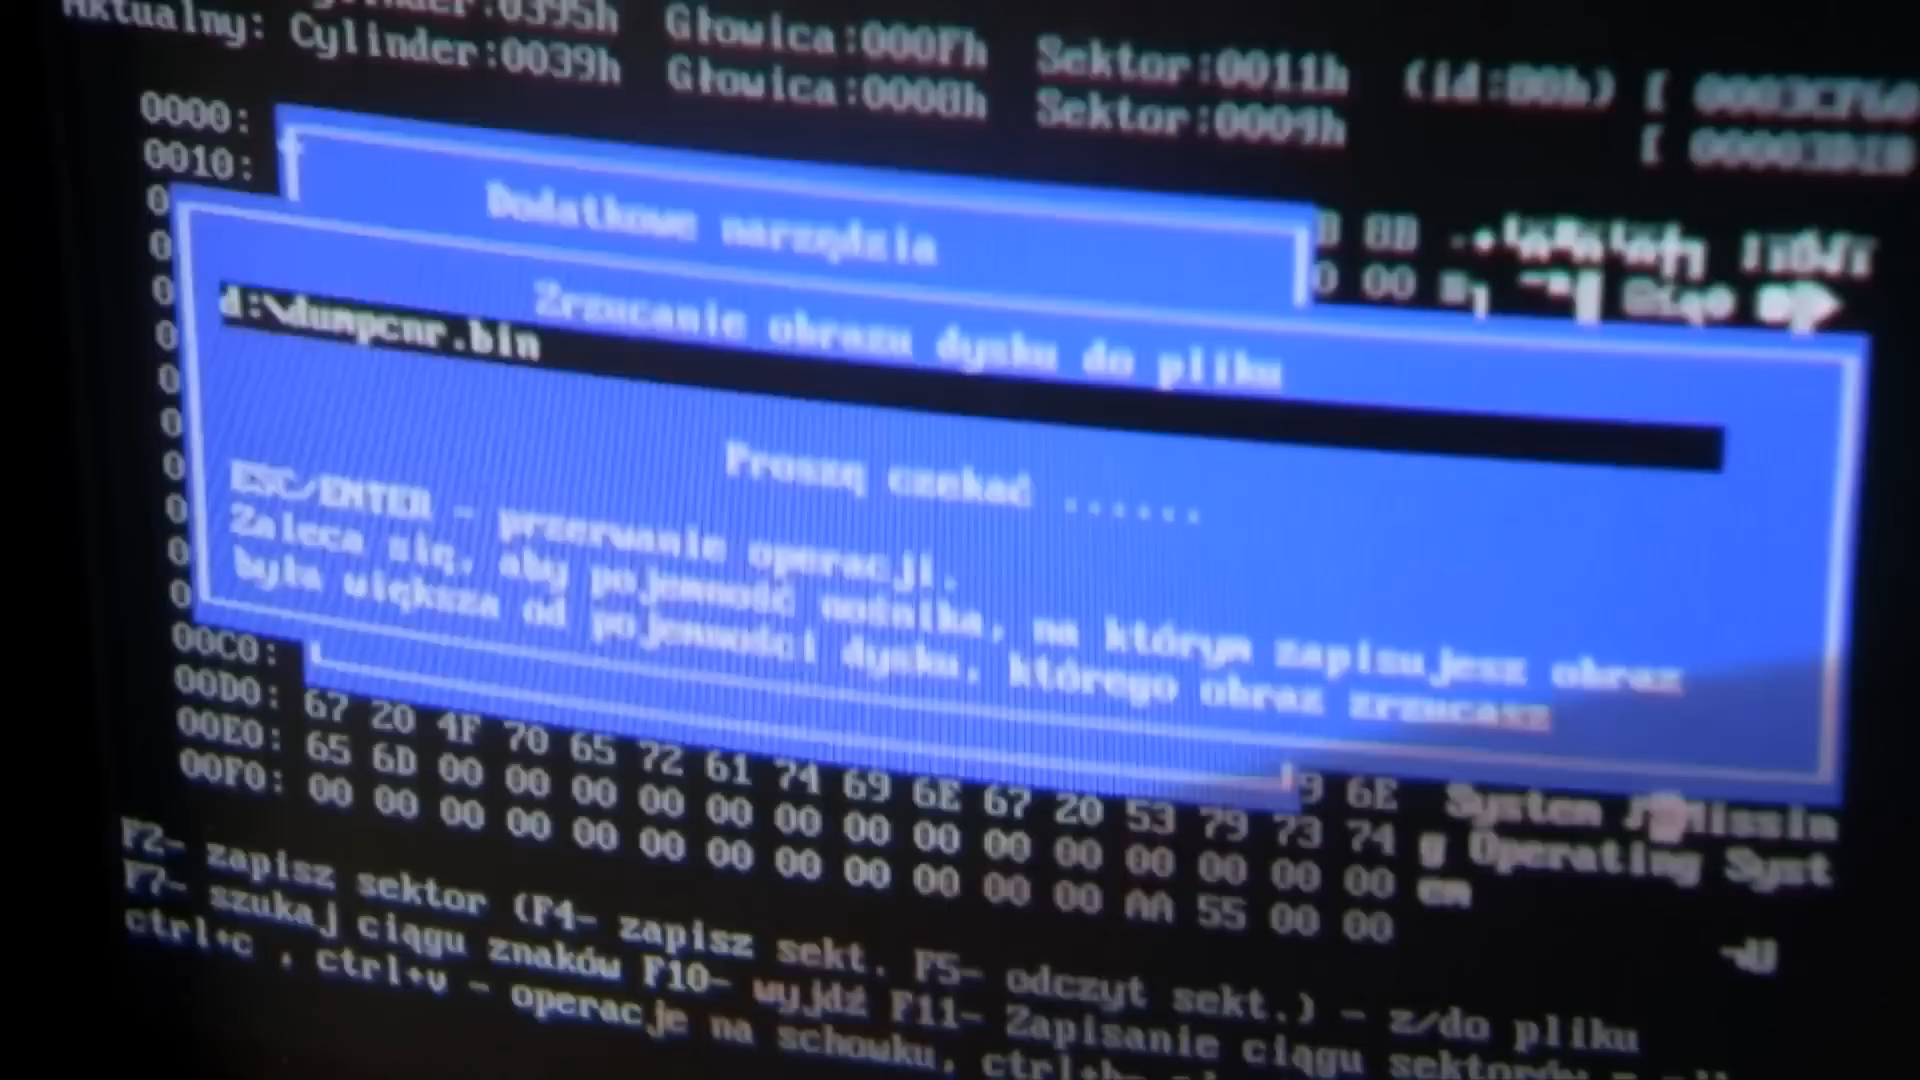 Cylinder:0395h Głowica:000Fh Sektor:0011h (id:00h) [ 0003CF60
Aktualny: Cylinder:0039h Głowica:0008h Sektor:0009h [
0000:
0010:
Dodatkowe narzędzia
0B
00 00
Zrzucanie obrazu dysku do pliku
d:\dumpcnr.bin
Proszę czekać ......
ESC/ENTER - przerwanie operacji.
Zaleca się, aby pojemność nośnika, na którym zapisujesz obraz
była większa od pojemności dysku, którego obraz zrzucasz
00C0: 9 6E System Missin
00D0: 67 20 4F 70 65 72 61 74 69 6E 67 20 53 79 73 74 g Operating Syst
00E0: 65 6D 00 00 00 00 00 00 00 00 00 00 00 00 00 00 em
00F0: 00 00 00 00 00 00 00 00 00 00 00 00 AA 55 00 00 ¬U
F2- zapisz sektor (F4- zapisz sekt. F5- odczyt sekt.) - z/do pliku
F7- szukaj ciągu znaków F10- wyjdź F11- Zapisanie ciągu sektorów
ctrl+c , ctrl+v - operacje na schowku,